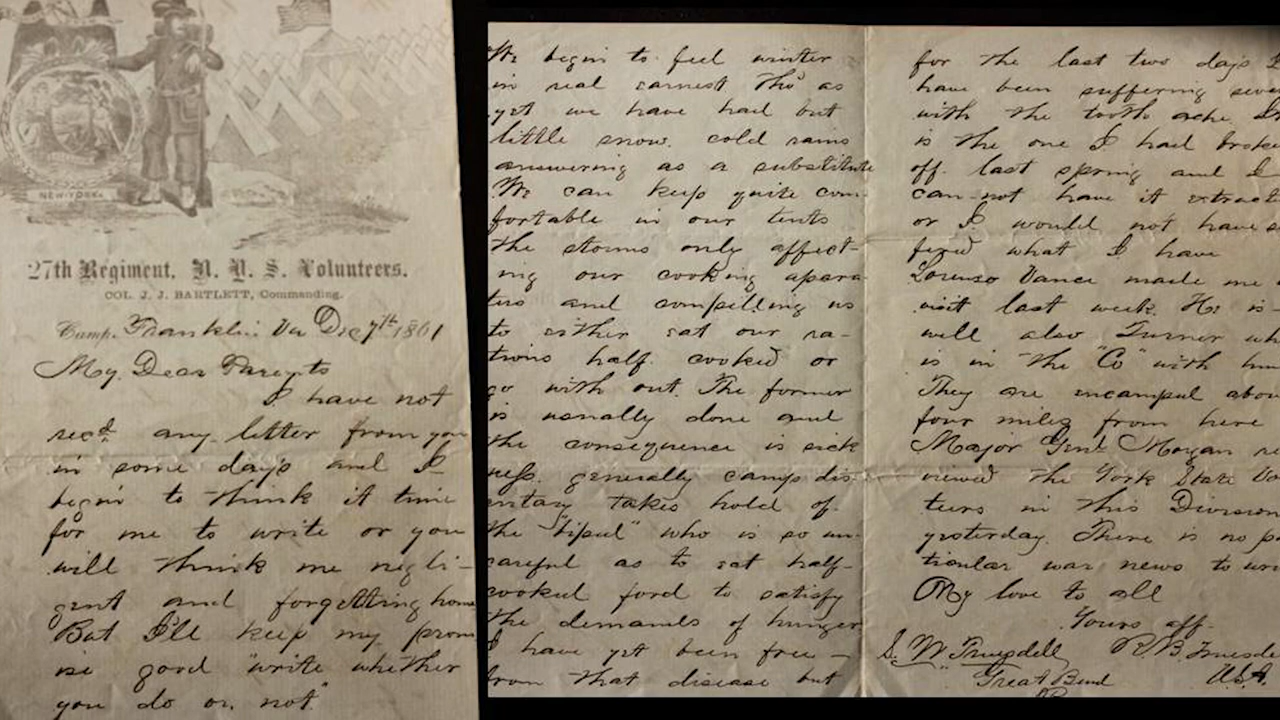 NEW-YORK.
27th Regiment, N. Y. S. Volunteers.
COL. J. J. BARTLETT, Commanding.
Camp. Franklin Va Dec 7th 1861
My Dear Parents
I have not
recd. any letter from you
in some days and I
begin to think it time
for me to write or you
will think me negli-
gent and forgetting home
But I'll keep my prom
ise good "write whether
you do or not"
We begin to feel winter
in real earnest Tho' as
yet we have had but
little snow. cold rains
answering as a substitute
We can keep quite com-
fortable in our tents
the storms only affect-
ing our cooking apara-
tus and compelling us
to either eat our ra-
tions half cooked or
go with out. The former
is usually done and
the consequence is sick
ness. generally camp dis-
entary takes hold of
the who is so un-
careful as to eat half-
cooked food to satisfy
the demands of hunger
I have yet been free -
from that disease but
for the last two days I
have been suffering seve
with the tooth ache. It
is the one I had broke
off last spring and I
can-not have it extract
or I would not have su
fered what I have
Lorenso Vance made me a
visit last week. He is
well also Turner who
is in the "Co" with him
They are encamped abou
four miles from here
Major Genl Morgan re
viewed the York State Vo
teers in this Division
yesterday. There is no pa
ticular war news to wri
My love to all
Yours aff.
S. W. Truesdell R. B. Truesde
Great Bend U.S.A.